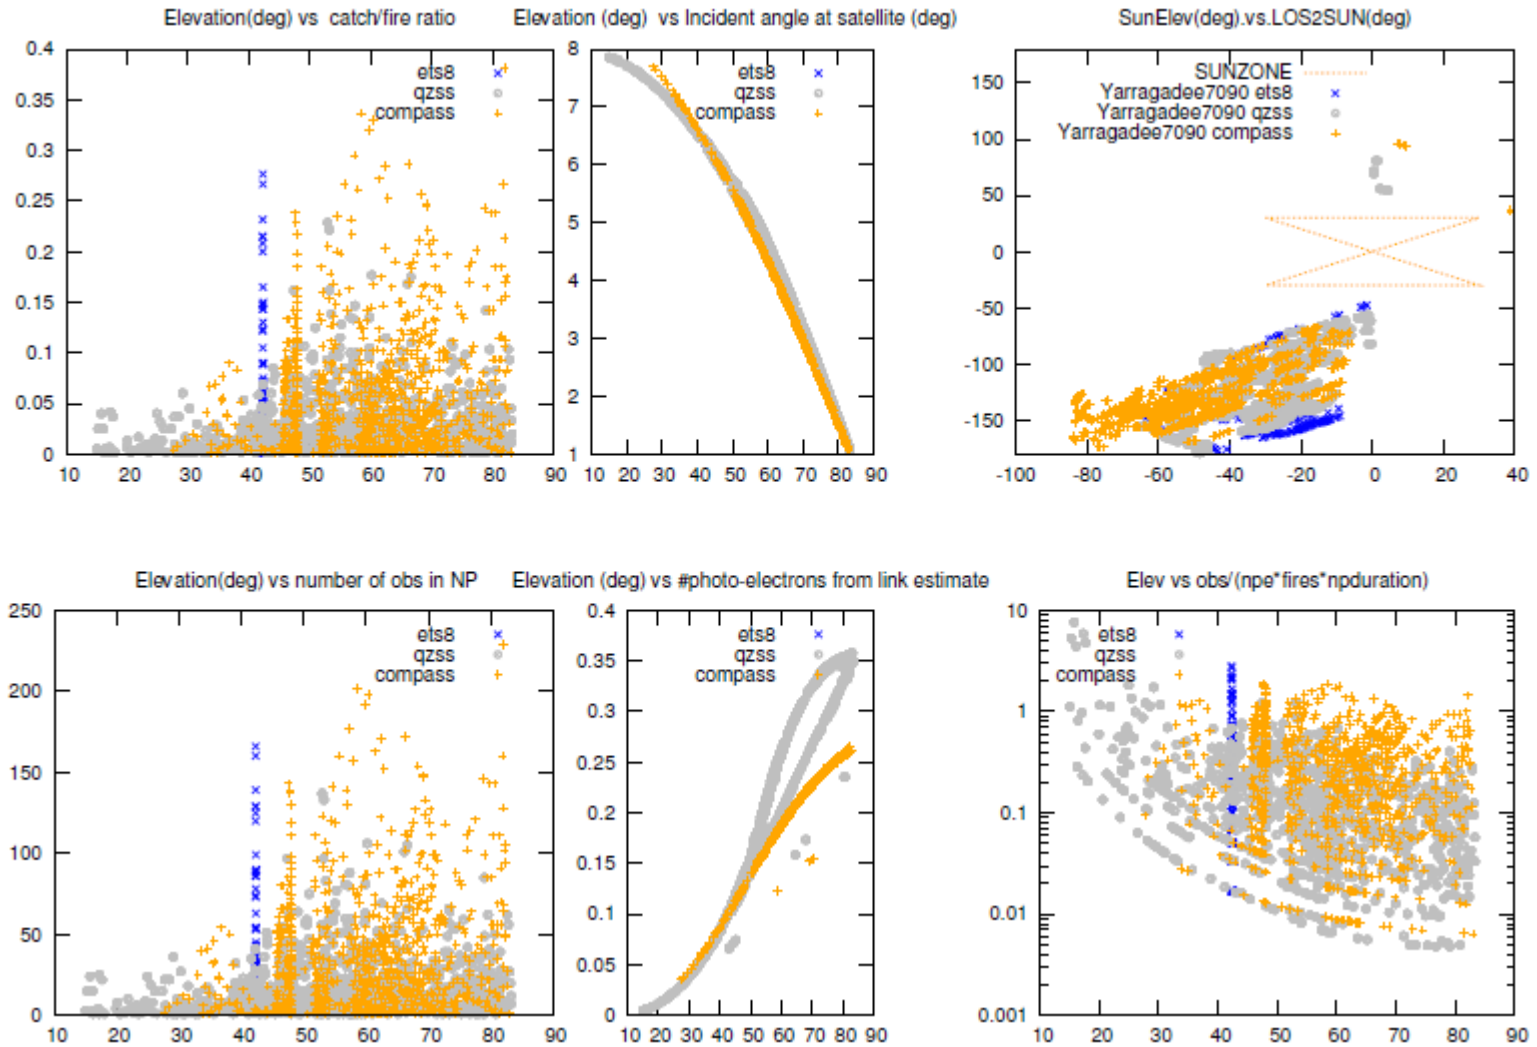 Elevation(deg) vs catch/fire ratio
0.4
0.35
0.3
0.25
0.2
0.15
0.1
0.05
0
ets8
qzss
compass
10 20 30 40 50 60 70 80 90
Elevation (deg) vs Incident angle at satellite (deg)
8
7
6
5
4
3
2
1
ets8
qzss
compass
10 20 30 40 50 60 70 80 90
SunElev(deg).vs.LOS2SUN(deg)
150
100
50
0
-50
-100
-150
SUNZONE
Yarragadee7090 ets8
Yarragadee7090 qzss
Yarragadee7090 compass
-100 -80 -60 -40 -20 0 20 40
Elevation(deg) vs number of obs in NP
250
200
150
100
50
0
ets8
qzss
compass
10 20 30 40 50 60 70 80 90
Elevation (deg) vs #photo-electrons from link estimate
0.4
0.35
0.3
0.25
0.2
0.15
0.1
0.05
0
ets8
qzss
compass
10 20 30 40 50 60 70 80 90
Elev vs obs/(npe*fires*npduration)
10
1
0.1
0.01
0.001
ets8
qzss
compass
10 20 30 40 50 60 70 80 90